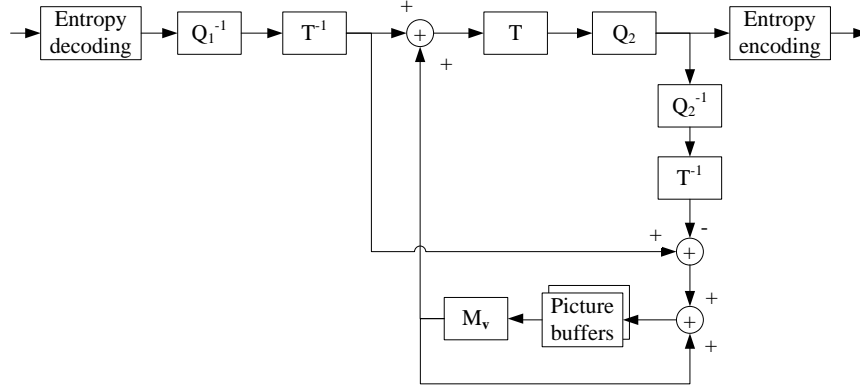 Entropy
decoding
Q₁⁻¹
T⁻¹
+
+
+
T
Q₂
Entropy
encoding
Q₂⁻¹
T⁻¹
-
+
+
Mᵥ
Picture
buffers
+
+
+